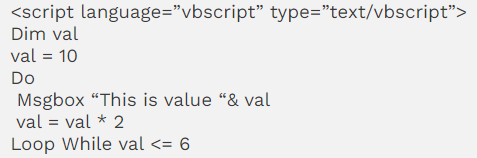 <script language=”vbscript” type=”text/vbscript”>
Dim val
val = 10
Do
Msgbox “This is value “& val
val = val * 2
Loop While val <= 6